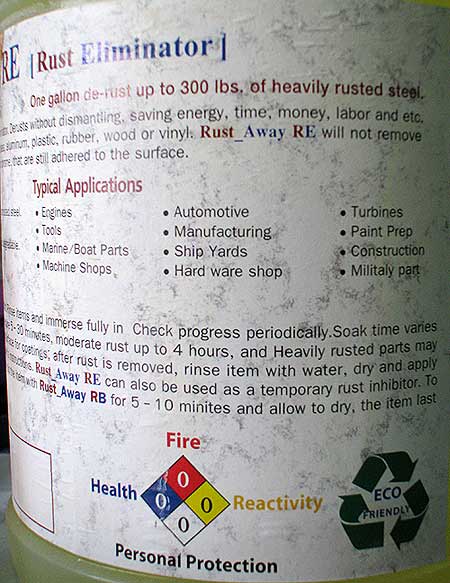 RE [Rust Eliminator]
One gallon de-rust up to 300 lbs. of heavily rusted steel.
Derusts without dismantling, saving energy, time, money, labor and etc.
aluminum, plastic, rubber, wood or vinyl. Rust_Away RE will not remove
that are still adhered to the surface.
Typical Applications
• Engines • Automotive • Turbines
• Tools • Manufacturing • Paint Prep
• Marine/Boat Parts • Ship Yards • Construction
• Machine Shops • Hard ware shop • Militaly part
items and immerse fully in Check progress periodically.Soak time varies
5-30 minutes, moderate rust up to 4 hours, and Heavily rusted parts may
for coatings, after rust is removed, rinse item with water, dry and apply
Rust_Away RE can also be used as a temporary rust inhibitor. To
item with Rust_Away RB for 5 - 10 minites and allow to dry, the item last
Fire
Health 0 0 0 Reactivity
0
Personal Protection
ECO
FRIENDLY